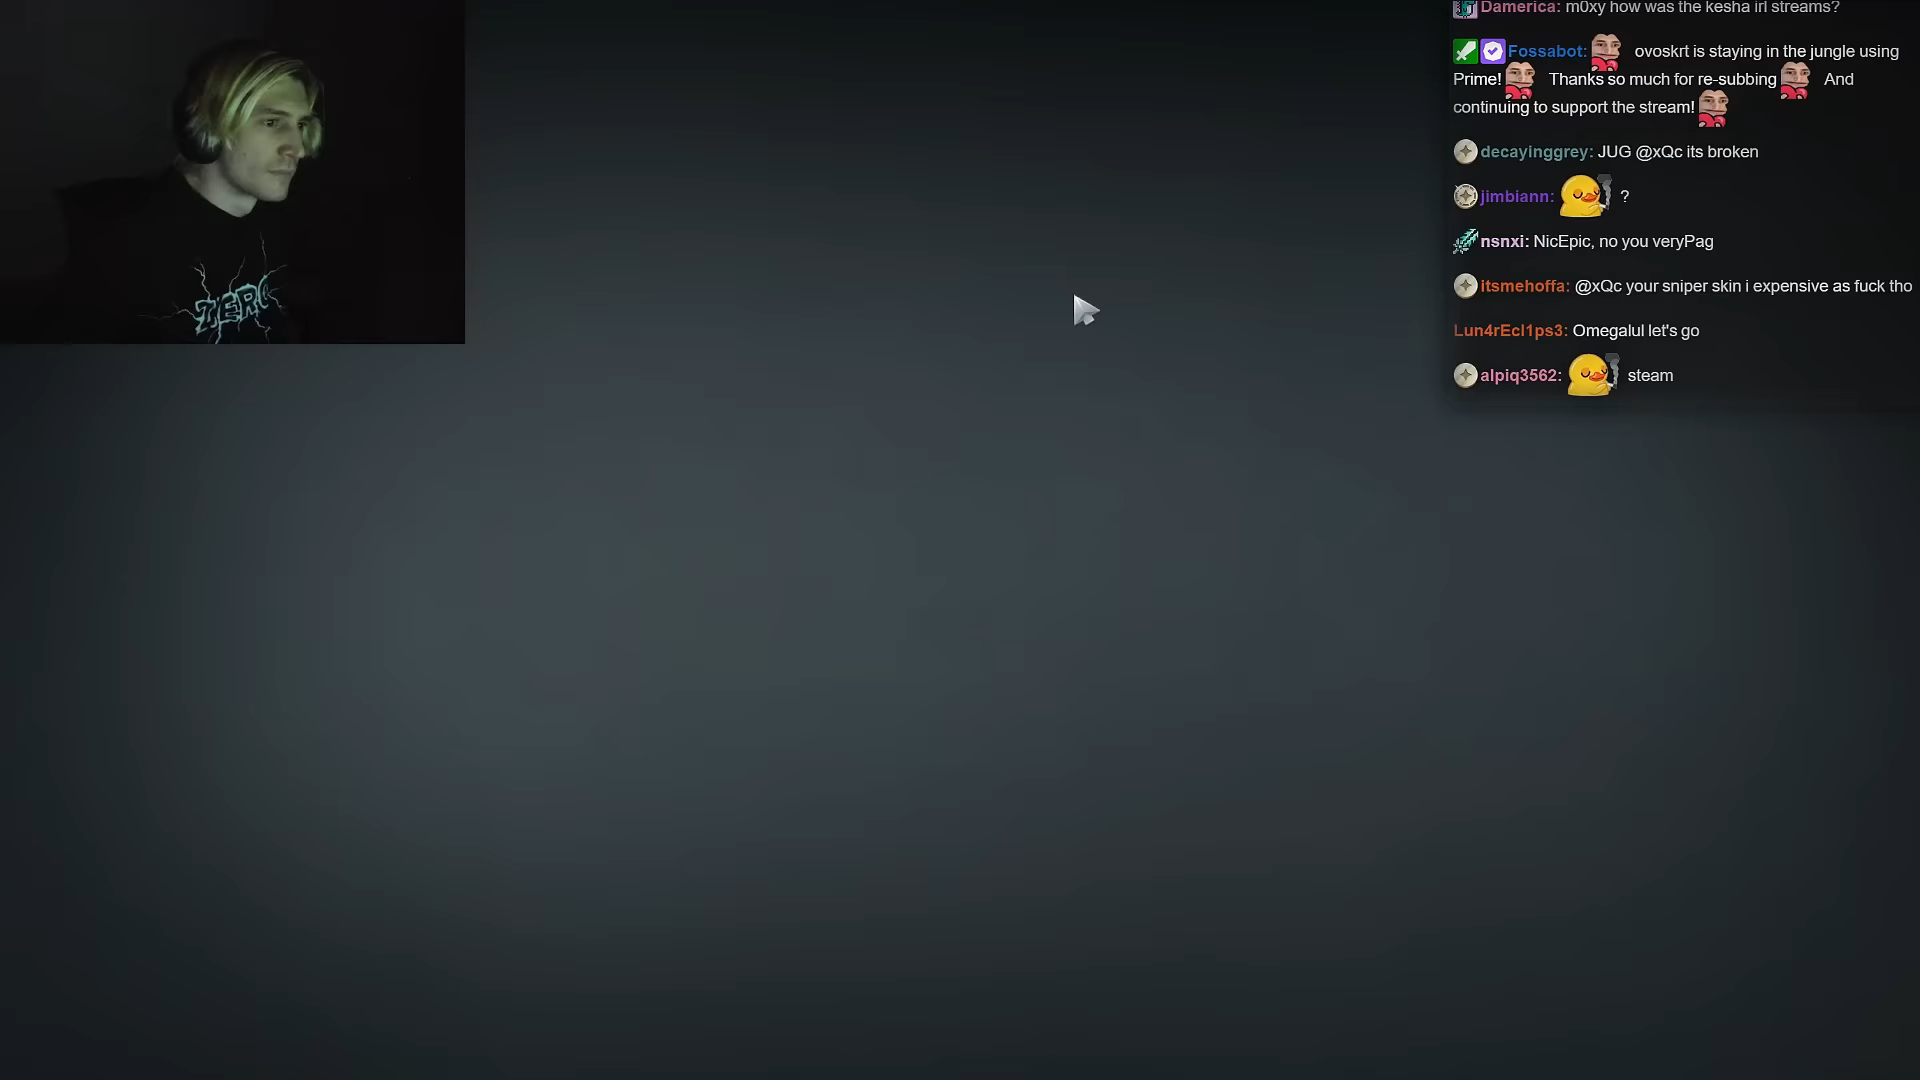 ZERO
Damerica: m0xy how was the kesha irl streams?
Fossabot: ovoskrt is staying in the jungle using
Prime! Thanks so much for re-subbing And
continuing to support the stream!
decayinggrey: JUG @xQc its broken
jimbiann: ?
nsnxi: NicEpic, no you veryPag
itsmehoffa: @xQc your sniper skin i expensive as fuck tho
Lun4rEcl1ps3: Omegalul let's go
alpiq3562: steam